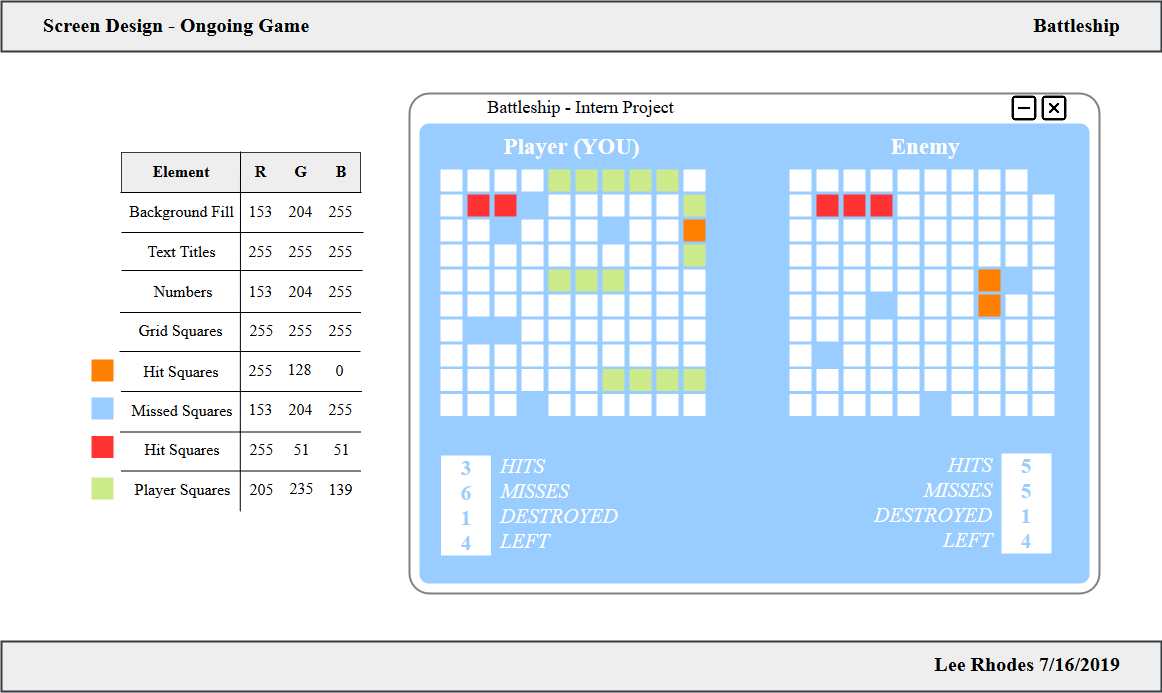 Screen Design - Ongoing Game
Battleship
Battleship - Intern Project
Player (YOU)
Enemy
Element R G B
Background Fill 153 204 255
Text Titles 255 255 255
Numbers 153 204 255
Grid Squares 255 255 255
Hit Squares 255 128 0
Missed Squares 153 204 255
Hit Squares 255 51 51
Player Squares 205 235 139
3 HITS
6 MISSES
1 DESTROYED
4 LEFT
HITS 5
MISSES 5
DESTROYED 1
LEFT 4
Lee Rhodes 7/16/2019